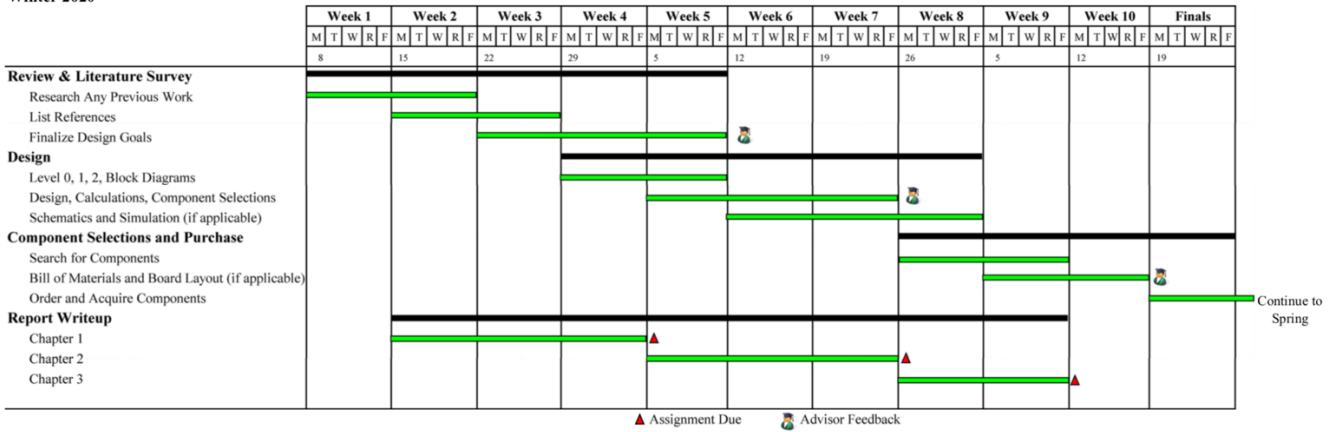 Week 1 Week 2 Week 3 Week 4 Week 5 Week 6 Week 7 Week 8 Week 9 Week 10 Finals
M T W R F M T W R F M T W R F M T W R F M T W R F M T W R F M T W R F M T W R F M T W R F M T W R F M T W R F
8 15 22 29 5 12 19 26 5 12 19
Review & Literature Survey
Research Any Previous Work
List References
Finalize Design Goals
Design
Level 0, 1, 2, Block Diagrams
Design, Calculations, Component Selections
Schematics and Simulation (if applicable)
Component Selections and Purchase
Search for Components
Bill of Materials and Board Layout (if applicable)
Order and Acquire Components
Continue to
Spring
Report Writeup
Chapter 1
Chapter 2
Chapter 3
Assignment Due Advisor Feedback